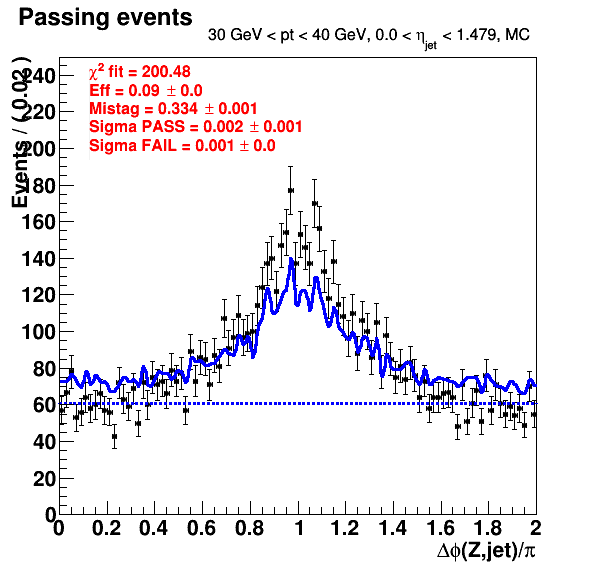 Passing events
30 GeV < pt < 40 GeV, 0.0 < η_jet < 1.479, MC
χ² fit = 200.48
Eff = 0.09 ± 0.0
Mistag = 0.334 ± 0.001
Sigma PASS = 0.002 ± 0.001
Sigma FAIL = 0.001 ± 0.0
Events / ( 0.02 )
240
220
200
180
160
140
120
100
80
60
40
20
0
0 0.2 0.4 0.6 0.8 1 1.2 1.4 1.6 1.8 2
Δϕ(Z,jet)/π